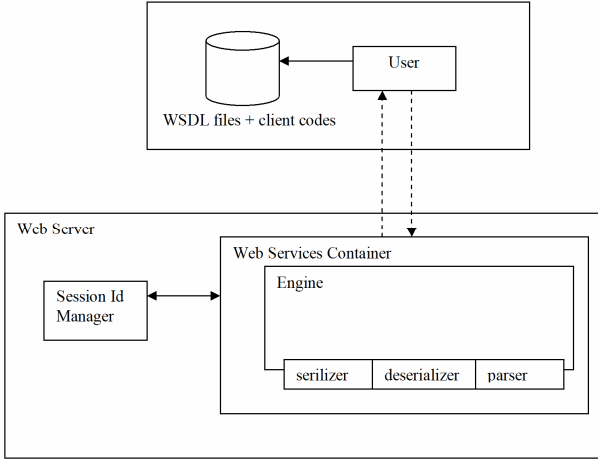 User
WSDL files + client codes
Web Server
Web Services Container
Engine
Session Id
Manager
serilizer deserializer parser